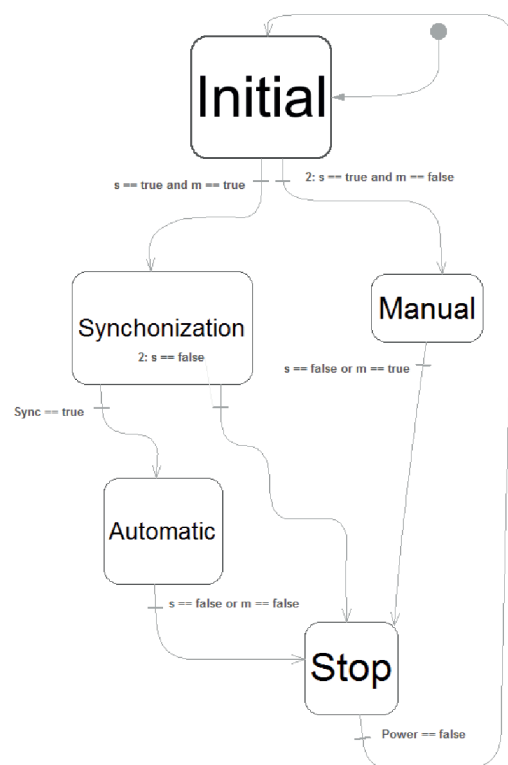 Initial
s == true and m == true
2: s == true and m == false
Synchonization
2: s == false
Manual
s == false or m == true
Sync == true
Automatic
s == false or m == false
Stop
Power == false